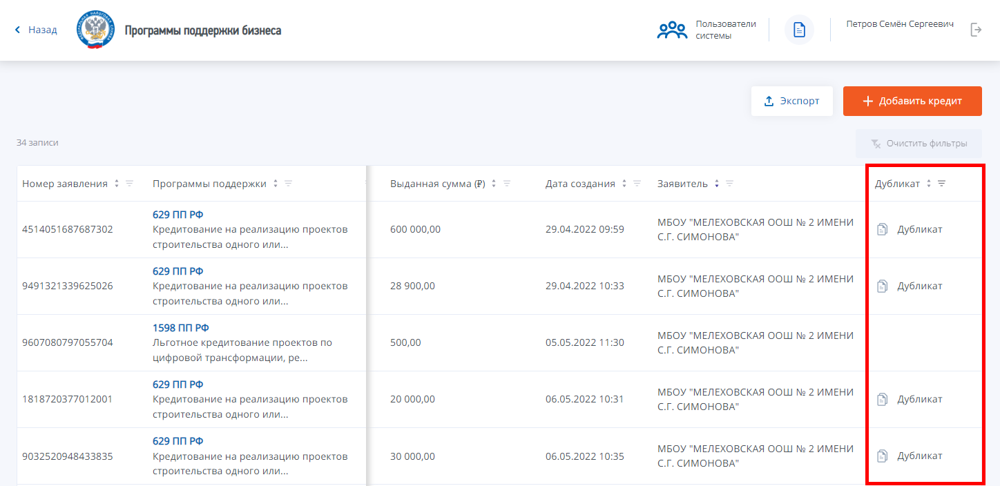 Назад
Программы поддержки бизнеса
Пользователи
системы
Петров Семён Сергеевич
Экспорт
Добавить кредит
34 записи
Очистить фильтры
Номер заявления Программы поддержки Выданная сумма (₽) Дата создания Заявитель Дубликат
629 ПП РФ
4514051687687302 Кредитование на реализацию проектов 600 000,00 29.04.2022 09:59 МБОУ "МЕЛЕХОВСКАЯ ООШ № 2 ИМЕНИ Дубликат
строительства одного или... С.Г. СИМОНОВА"
629 ПП РФ
9491321339625026 Кредитование на реализацию проектов 28 900,00 29.04.2022 10:33 МБОУ "МЕЛЕХОВСКАЯ ООШ № 2 ИМЕНИ Дубликат
строительства одного или... С.Г. СИМОНОВА"
1598 ПП РФ
9607080797055704 Льготное кредитование проектов по 500,00 05.05.2022 11:30 МБОУ "МЕЛЕХОВСКАЯ ООШ № 2 ИМЕНИ
цифровой трансформации, ре... С.Г. СИМОНОВА"
629 ПП РФ
1818720377012001 Кредитование на реализацию проектов 20 000,00 06.05.2022 10:31 МБОУ "МЕЛЕХОВСКАЯ ООШ № 2 ИМЕНИ Дубликат
строительства одного или... С.Г. СИМОНОВА"
629 ПП РФ
9032520948433835 Кредитование на реализацию проектов 30 000,00 06.05.2022 10:35 МБОУ "МЕЛЕХОВСКАЯ ООШ № 2 ИМЕНИ Дубликат
строительства одного или... С.Г. СИМОНОВА"